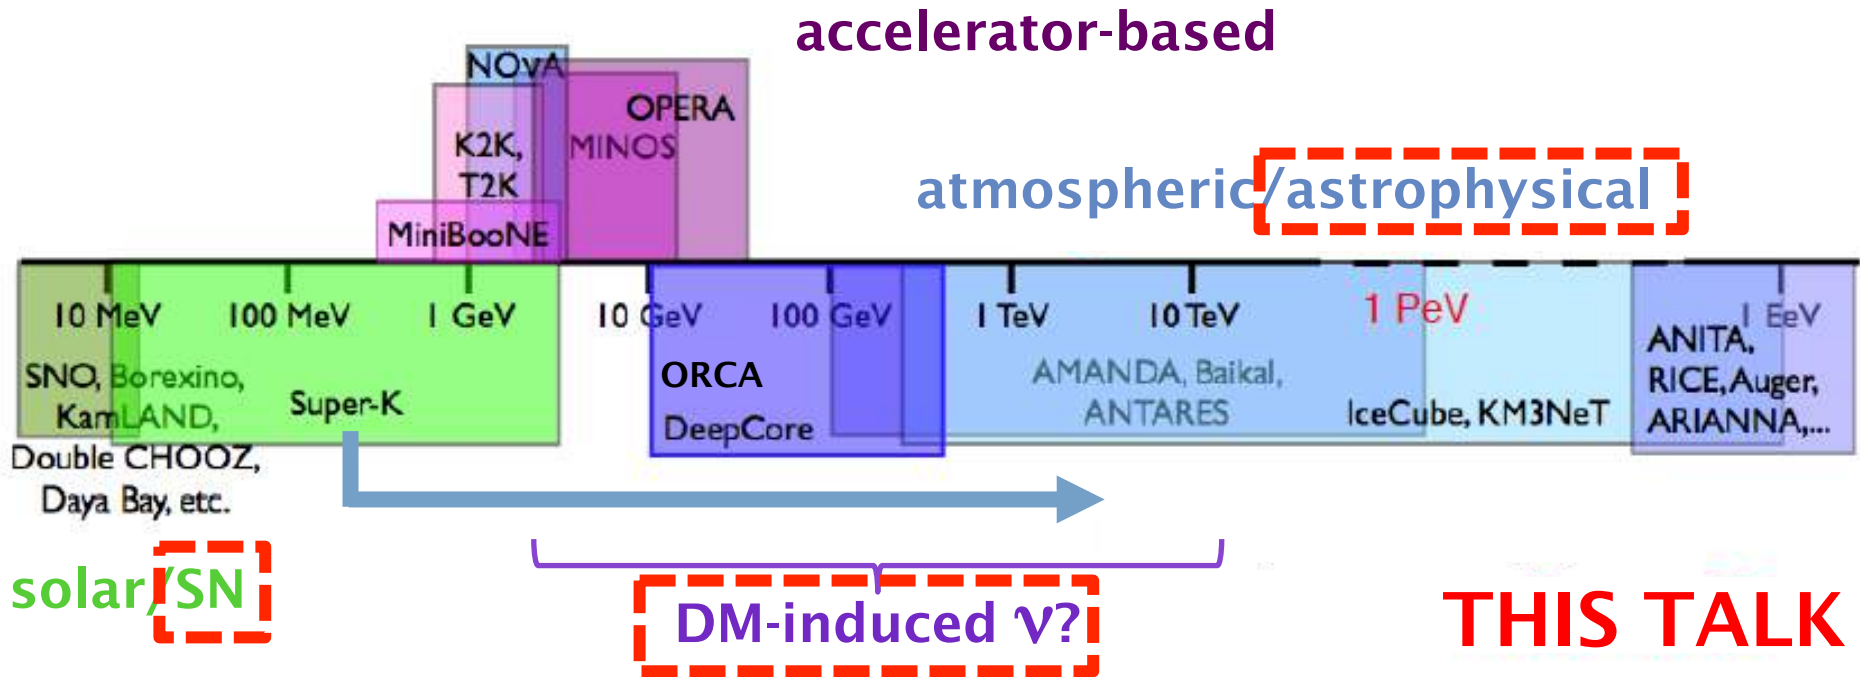 accelerator-based
NOνA
OPERA
K2K,
MINOS
T2K
MiniBooNE
atmospheric/astrophysical
10 MeV 100 MeV 1 GeV 10 GeV 100 GeV 1 TeV 10 TeV 1 PeV 1 EeV
SNO, Borexino,
KamLAND,
Double CHOOZ,
Daya Bay, etc.
Super-K
ORCA
DeepCore
AMANDA, Baikal,
ANTARES
IceCube, KM3NeT
ANITA,
RICE, Auger,
ARIANNA,...
solar/SN
DM-induced ν?
THIS TALK